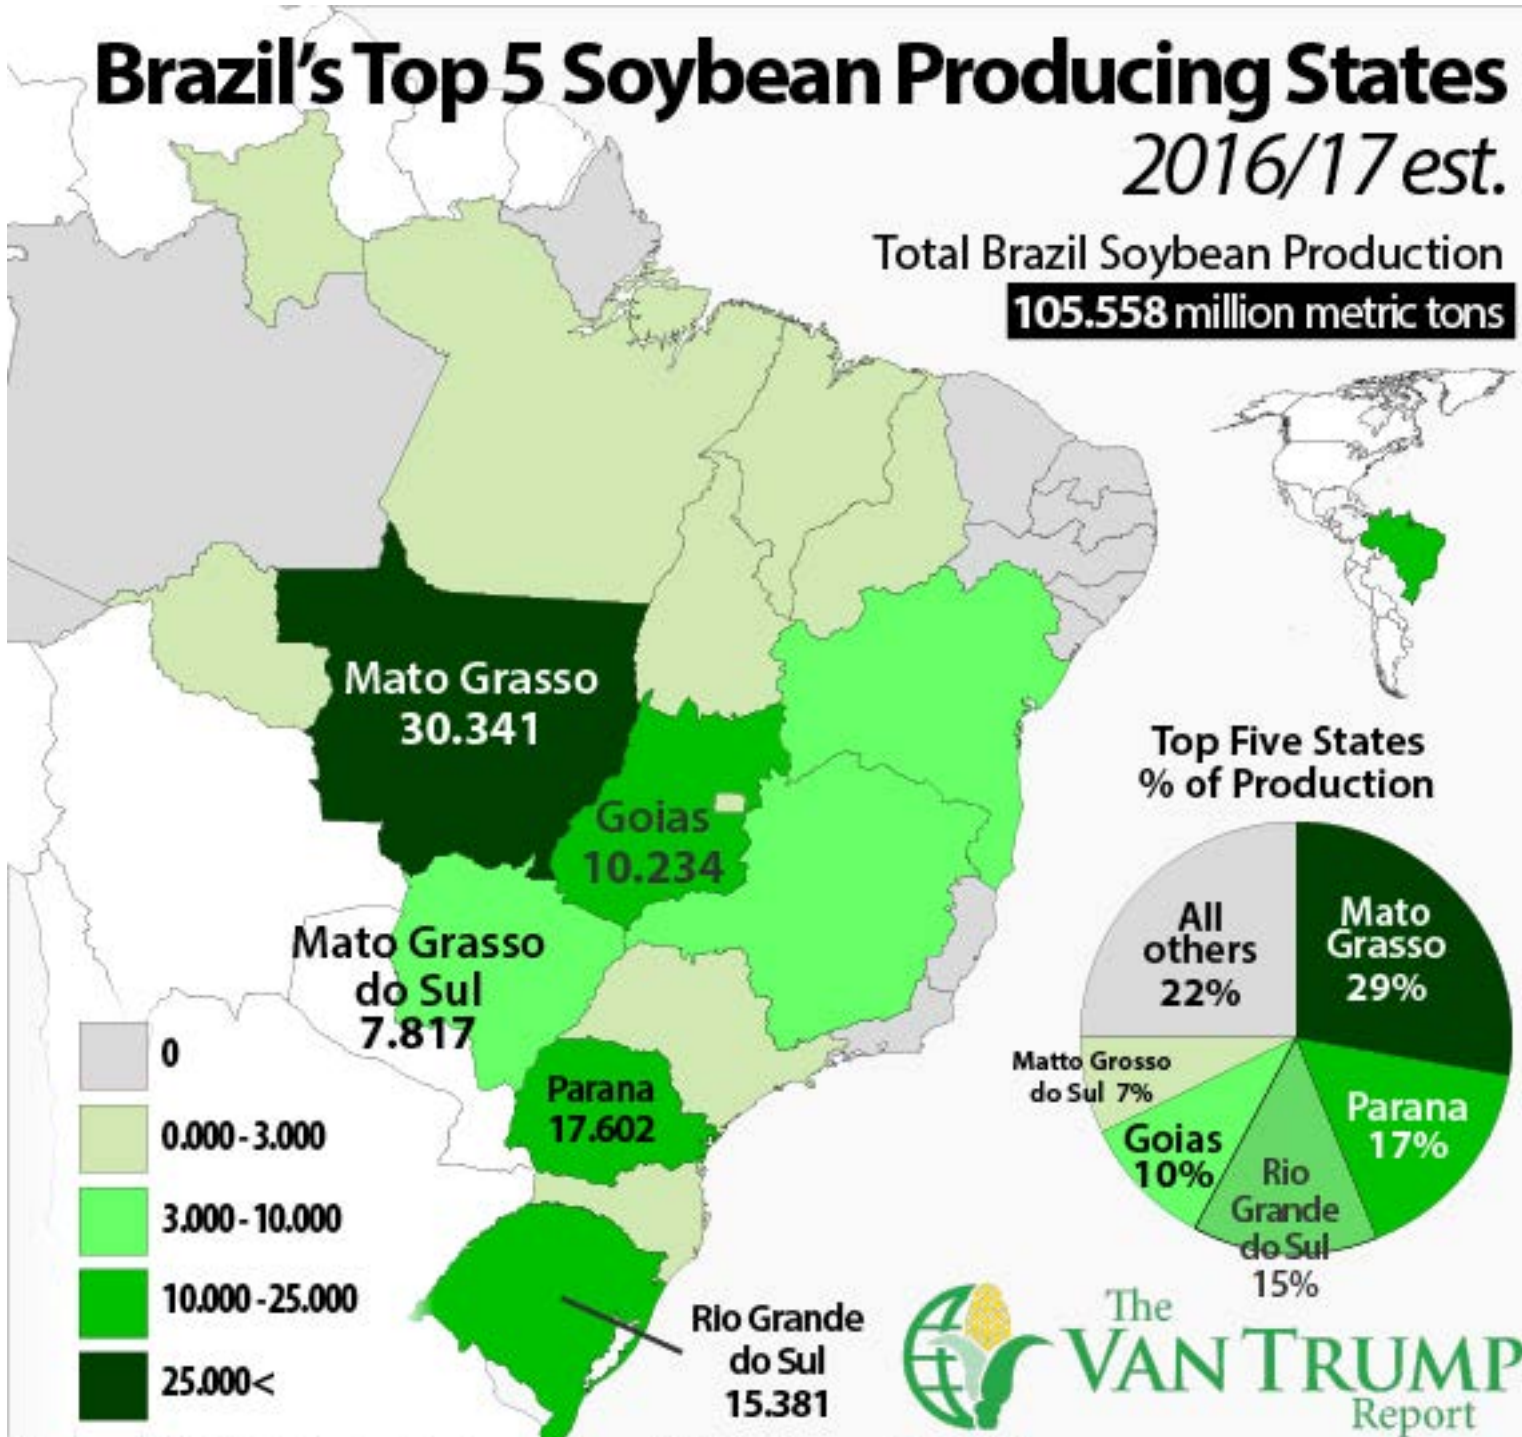 Brazil's Top 5 Soybean Producing States
2016/17 est.
Total Brazil Soybean Production
105.558 million metric tons
Mato Grasso
30.341
Goias
10.234
Mato Grasso
do Sul
7.817
Parana
17.602
Rio Grande
do Sul
15.381
0
0.000 - 3.000
3.000 - 10.000
10.000 - 25.000
25.000<
Top Five States
% of Production
All
others
22%
Mato
Grasso
29%
Matto Grosso
do Sul 7%
Goias
10%
Rio
Grande
do Sul
15%
Parana
17%
The
VAN TRUMP
Report